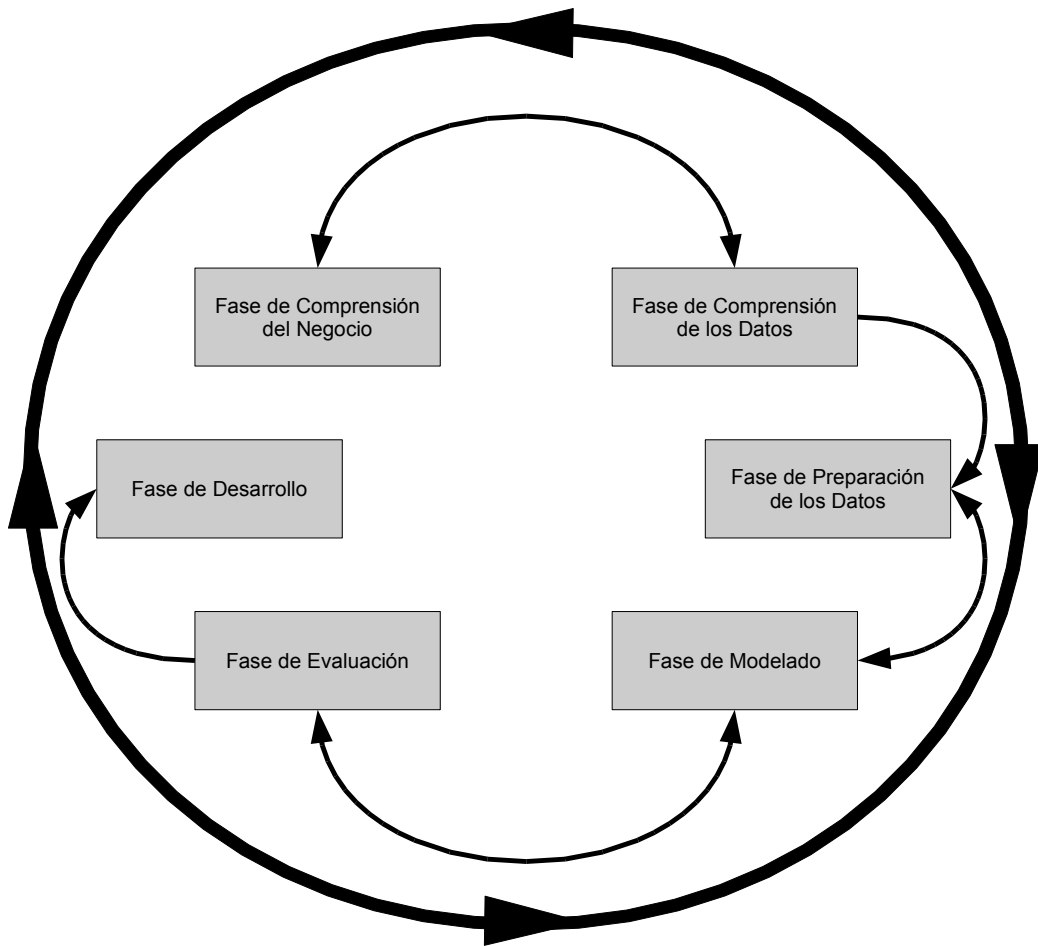 Fase de Comprensión
del Negocio
Fase de Comprensión
de los Datos
Fase de Desarrollo
Fase de Preparación
de los Datos
Fase de Evaluación
Fase de Modelado